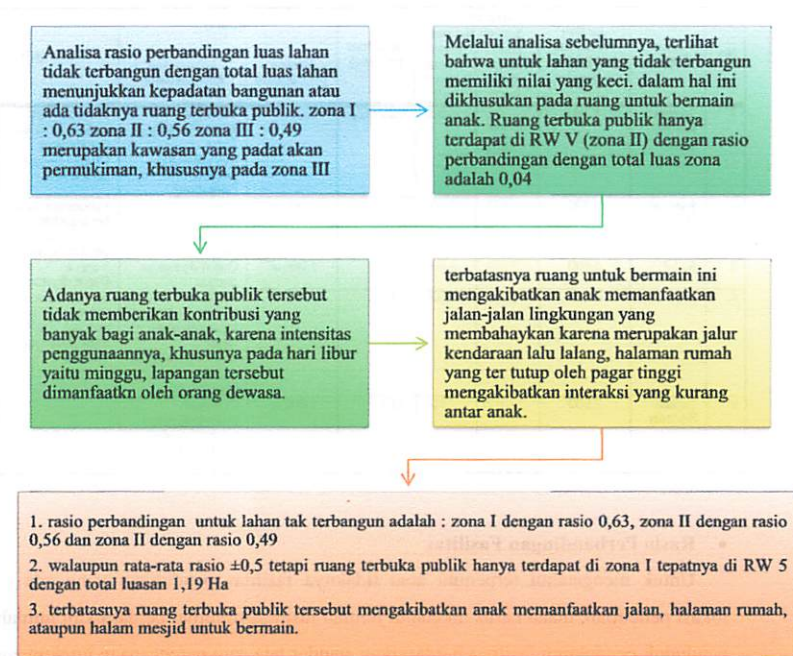 Analisa rasio perbandingan luas lahan
tidak terbangun dengan total luas lahan
menunjukkan kepadatan bangunan atau
ada tidaknya ruang terbuka publik. zona I
: 0,63 zona II : 0,56 zona III : 0,49
merupakan kawasan yang padat akan
permukiman, khususnya pada zona III
Melalui analisa sebelumnya, terlihat
bahwa untuk lahan yang tidak terbangun
memiliki nilai yang keci. dalam hal ini
dikhusukan pada ruang untuk bermain
anak. Ruang terbuka publik hanya
terdapat di RW V (zona II) dengan rasio
perbandingan dengan total luas zona
adalah 0,04
Adanya ruang terbuka publik tersebut
tidak memberikan kontribusi yang
banyak bagi anak-anak, karena intensitas
penggunaannya, khusunya pada hari libur
yaitu minggu, lapangan tersebut
dimanfaatkn oleh orang dewasa.
terbatasnya ruang untuk bermain ini
mengakibatkan anak memanfaatkan
jalan-jalan lingkungan yang
membahaykan karena merupakan jalur
kendaraan lalu lalang, halaman rumah
yang ter tutup oleh pagar tinggi
mengakibatkan interaksi yang kurang
antar anak.
1. rasio perbandingan untuk lahan tak terbangun adalah : zona I dengan rasio 0,63, zona II dengan rasio
0,56 dan zona II dengan rasio 0,49
2. walaupun rata-rata rasio ±0,5 tetapi ruang terbuka publik hanya terdapat di zona I tepatnya di RW 5
dengan total luasan 1,19 Ha
3. terbatasnya ruang terbuka publik tersebut mengakibatkan anak memanfaatkan jalan, halaman rumah,
ataupun halam mesjid untuk bermain.